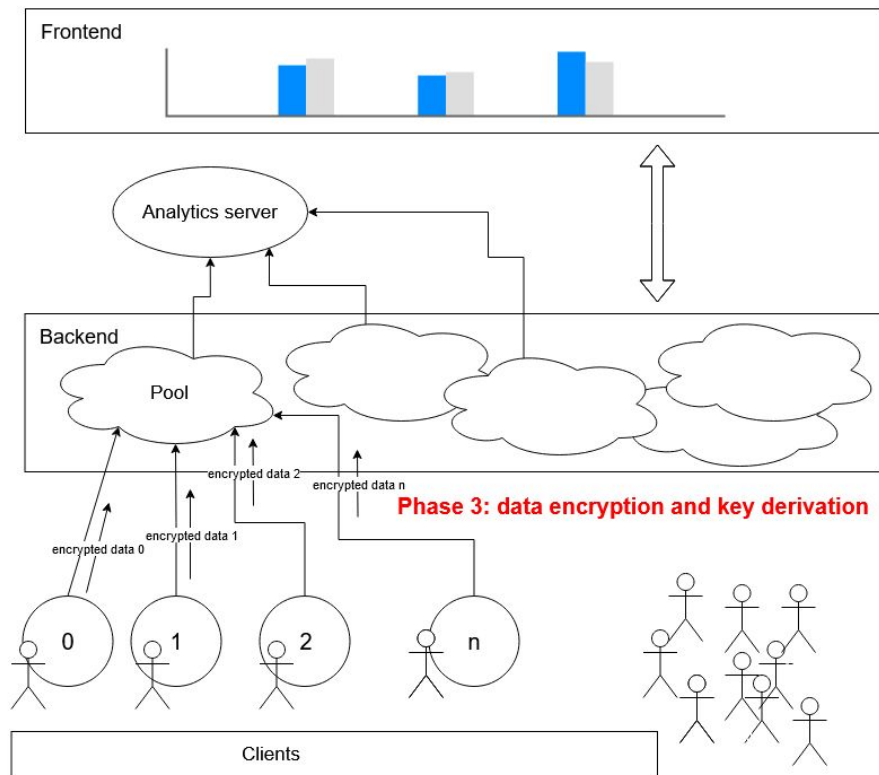 Frontend
Analytics server
Backend
Pool
encrypted data 2
encrypted data n
Phase 3: data encryption and key derivation
encrypted data 1
encrypted data 0
0
1
2
n
Clients